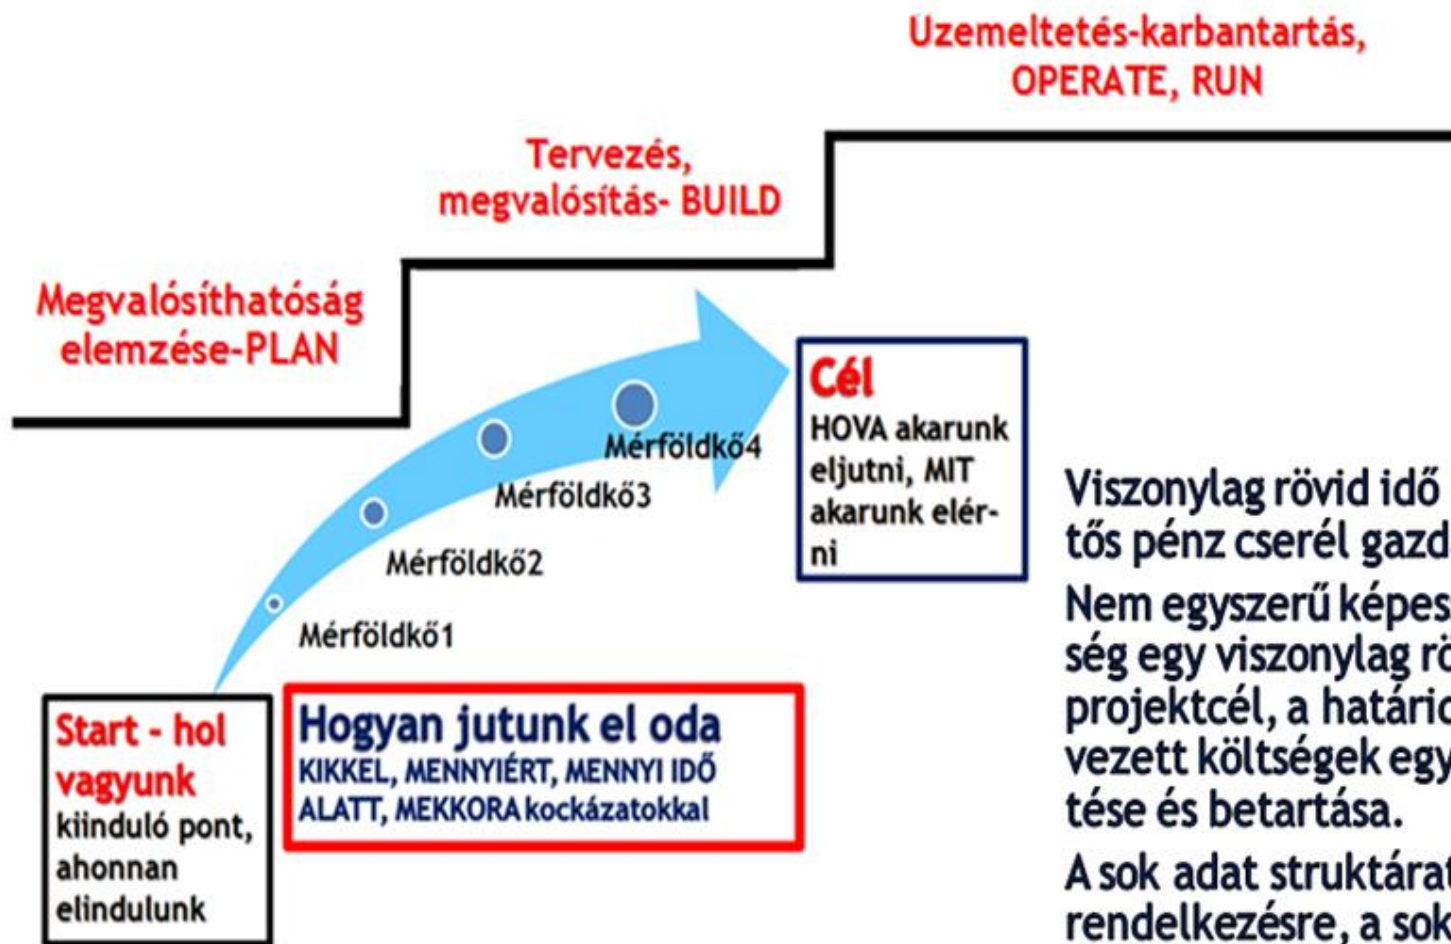 Üzemeltetés-karbantartás,
OPERATE, RUN
Tervezés,
megvalósítás- BUILD
Megvalósíthatóság
elemzése-PLAN
Cél
HOVA akarunk
eljutni, MIT
akarunk elér-
ni
Mérföldkő4
Mérföldkő3
Mérföldkő2
Mérföldkő1
Start - hol
vagyunk
kiinduló pont,
ahonnan
elindulunk
Hogyan jutunk el oda
KIKKEL, MENNYIÉRT, MENNYI IDŐ
ALATT, MEKKORA kockázatokkal
Viszonylag rövid idő
tős pénz cserél gazd
Nem egyszerű képes
ség egy viszonylag rö
projektcél, a határid
vezett költségek egy
tése és betartása.
A sok adat struktárat
rendelkezésre, a sok